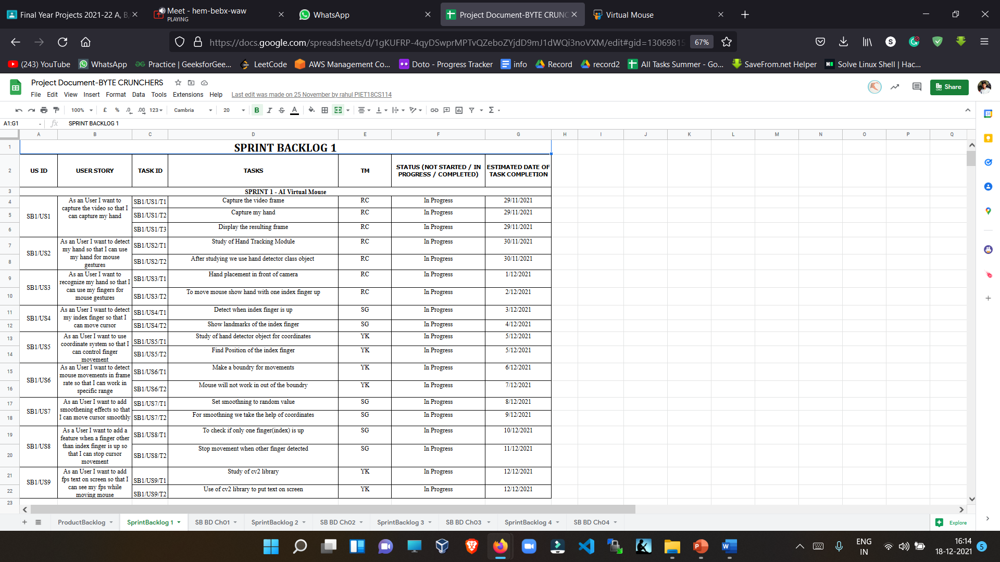 Final Year Projects 2021-22 A, B,
Meet - hem-bebx-waw
PLAYING
WhatsApp
Project Document-BYTE CRUNC
Virtual Mouse
https://docs.google.com/spreadsheets/d/1gKUFRP-4qyDSwprMPTvQZeboZYjdD9mJ1dWQi3noVXM/edit#gid=13069815
67%
(243) YouTube
WhatsApp
Practice | GeeksforGee...
LeetCode
AWS Management Co...
Doto - Progress Tracker
info
Record
record2
All Tasks Summer - Go...
SaveFrom.net Helper
Solve Linux Shell | Hac...
Project Document-BYTE CRUNCHERS
File Edit View Insert Format Data Tools Extensions Help Last edit was made on 25 November by rahul PIET18CS114
Share
100% £ % .0 .00 123 Cambria 20 B I S A
A1:G1 fx SPRINT BACKLOG 1
A B C D E F G H I J K L M N O P Q
1 SPRINT BACKLOG 1
2 US ID USER STORY TASK ID TASKS TM STATUS (NOT STARTED / IN PROGRESS / COMPLETED) ESTIMATED DATE OF TASK COMPLETION
3 SPRINT 1 - AI Virtual Mouse
4 SB1/US1 As an User I want to capture the video so that I can capture my hand SB1/US1/T1 Capture the video frame RC In Progress 29/11/2021
5 SB1/US1/T2 Capture my hand RC In Progress 29/11/2021
6 SB1/US1/T3 Display the resulting frame RC In Progress 29/11/2021
7 SB1/US2 As an User I want to detect my hand so that I can use my hand for mouse gestures SB1/US2/T1 Study of Hand Tracking Module RC In Progress 30/11/2021
8 SB1/US2/T2 After studying we use hand detector class object RC In Progress 30/11/2021
9 SB1/US3 As an User I want to recognize my hand so that I can use my fingers for mouse gestures SB1/US3/T1 Hand placement in front of camera RC In Progress 1/12/2021
10 SB1/US3/T2 To move mouse show hand with one index finger up RC In Progress 2/12/2021
11 SB1/US4 As an User I want to detect my index finger so that I can move cursor SB1/US4/T1 Detect when index finger is up SG In Progress 3/12/2021
12 SB1/US4/T2 Show landmarks of the index finger SG In Progress 4/12/2021
13 SB1/US5 As an User I want to use coordinate system so that I can control finger movement SB1/US5/T1 Study of hand detector object for coordinates YK In Progress 5/12/2021
14 SB1/US5/T2 Find Position of the index finger YK In Progress 5/12/2021
15 SB1/US6 As an User I want to detect mouse movements in frame rate so that I can work in specific range SB1/US6/T1 Make a boundry for movements YK In Progress 6/12/2021
16 SB1/US6/T2 Mouse will not work in out of the boundry YK In Progress 7/12/2021
17 SB1/US7 As an User I want to add smoothening effects so that I can move cursor smoothly SB1/US7/T1 Set smoothning to random value SG In Progress 8/12/2021
18 SB1/US7/T2 For smoothning we take the help of coordinates SG In Progress 9/12/2021
19 SB1/US8 As a User I want to add a feature when a finger other than index finger is up so that I can stop cursor movement SB1/US8/T1 To check if only one finger(index) is up SG In Progress 10/12/2021
20 SB1/US8/T2 Stop movement when other finger detected SG In Progress 11/12/2021
21 SB1/US9 As an User I want to add fps text on screen so that I can see my fps while moving mouse SB1/US9/T1 Study of cv2 library YK In Progress 12/12/2021
22 SB1/US9/T2 Use of cv2 library to put text on screen YK In Progress 12/12/2021
23
ProductBacklog SprintBacklog 1 SB BD Ch01 SprintBacklog 2 SB BD Ch02 SprintBacklog 3 SB BD Ch03 SprintBacklog 4 SB BD Ch04 Explore
ENG
IN
16:14
18-12-2021
5